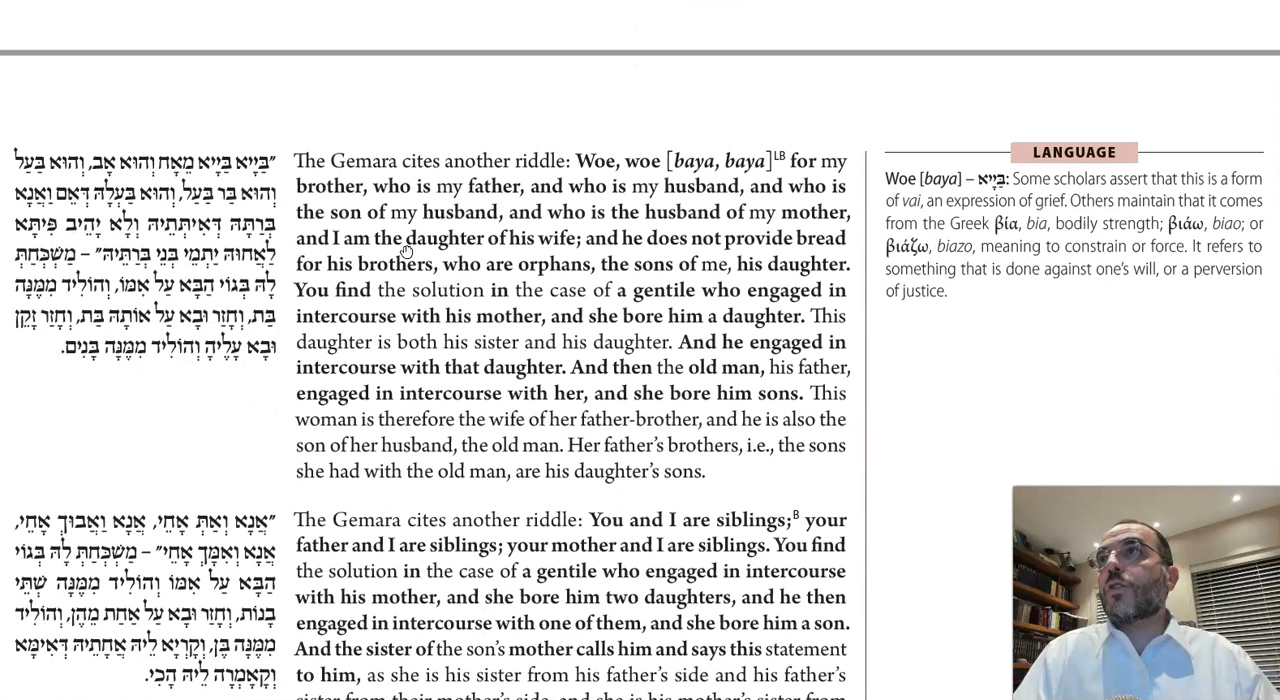 ״בַּיָּיא בַּיָּיא מֵאָח וְהוּא אָב, וְהוּא בַּעַל
וְהוּא בַּר בַּעַל, וְהוּא בַּעְלָהּ דְּאֵם וַאֲנָא
בְּרַתָּהּ דְּאִיתְּתֵיהּ וְלָא יָהֵיב פִּיתָּא
לַאֲחוּהּ יַתְמֵי בְּנֵי בְרַתֵּיהּ״ – מַשְׁכַּחַתְּ
לַהּ בְּגוֹי הַבָּא עַל אִמּוֹ, וְהוֹלִיד מִמֶּנָּה
בַּת, וְחָזַר וּבָא עַל אוֹתָהּ בַּת, וְחָזַר זָקֵן
וּבָא עָלֶיהָ וְהוֹלִיד מִמֶּנָּה בָּנִים.
The Gemara cites another riddle: Woe, woe [baya, baya]LB for my
brother, who is my father, and who is my husband, and who is
the son of my husband, and who is the husband of my mother,
and I am the daughter of his wife; and he does not provide bread
for his brothers, who are orphans, the sons of me, his daughter.
You find the solution in the case of a gentile who engaged in
intercourse with his mother, and she bore him a daughter. This
daughter is both his sister and his daughter. And he engaged in
intercourse with that daughter. And then the old man, his father,
engaged in intercourse with her, and she bore him sons. This
woman is therefore the wife of her father-brother, and he is also the
son of her husband, the old man. Her father's brothers, i.e., the sons
she had with the old man, are his daughter's sons.
״אֲנָא וְאַתְּ אֲחֵי, אֲנָא וַאֲבוּךְ אֲחֵי,
אֲנָא וְאִמָּךְ אֲחֵי״ – מַשְׁכַּחַתְּ לַהּ בְּגוֹי
הַבָּא עַל אִמּוֹ וְהוֹלִיד מִמֶּנָּה שְׁתֵּי
בָנוֹת, וְחָזַר וּבָא עַל אַחַת מֵהֶן, וְהוֹלִיד
מִמֶּנָּה בֵּן, וְקָרְיָא לֵיהּ אֲחָתֵיהּ דְּאִימָּא
וְקָאָמְרָה לֵיהּ הָכִי.
The Gemara cites another riddle: You and I are siblings;B your
father and I are siblings; your mother and I are siblings. You find
the solution in the case of a gentile who engaged in intercourse
with his mother, and she bore him two daughters, and he then
engaged in intercourse with one of them, and she bore him a son.
And the sister of the son's mother calls him and says this statement
to him, as she is his sister from his father's side and his father's
sister from their mother's side, and she is his mother's sister from
LANGUAGE
Woe [baya] – בַּיָּיא: Some scholars assert that this is a form
of vai, an expression of grief. Others maintain that it comes
from the Greek βία, bia, bodily strength; βιάω, biao; or
βιάζω, biazo, meaning to constrain or force. It refers to
something that is done against one's will, or a perversion
of justice.